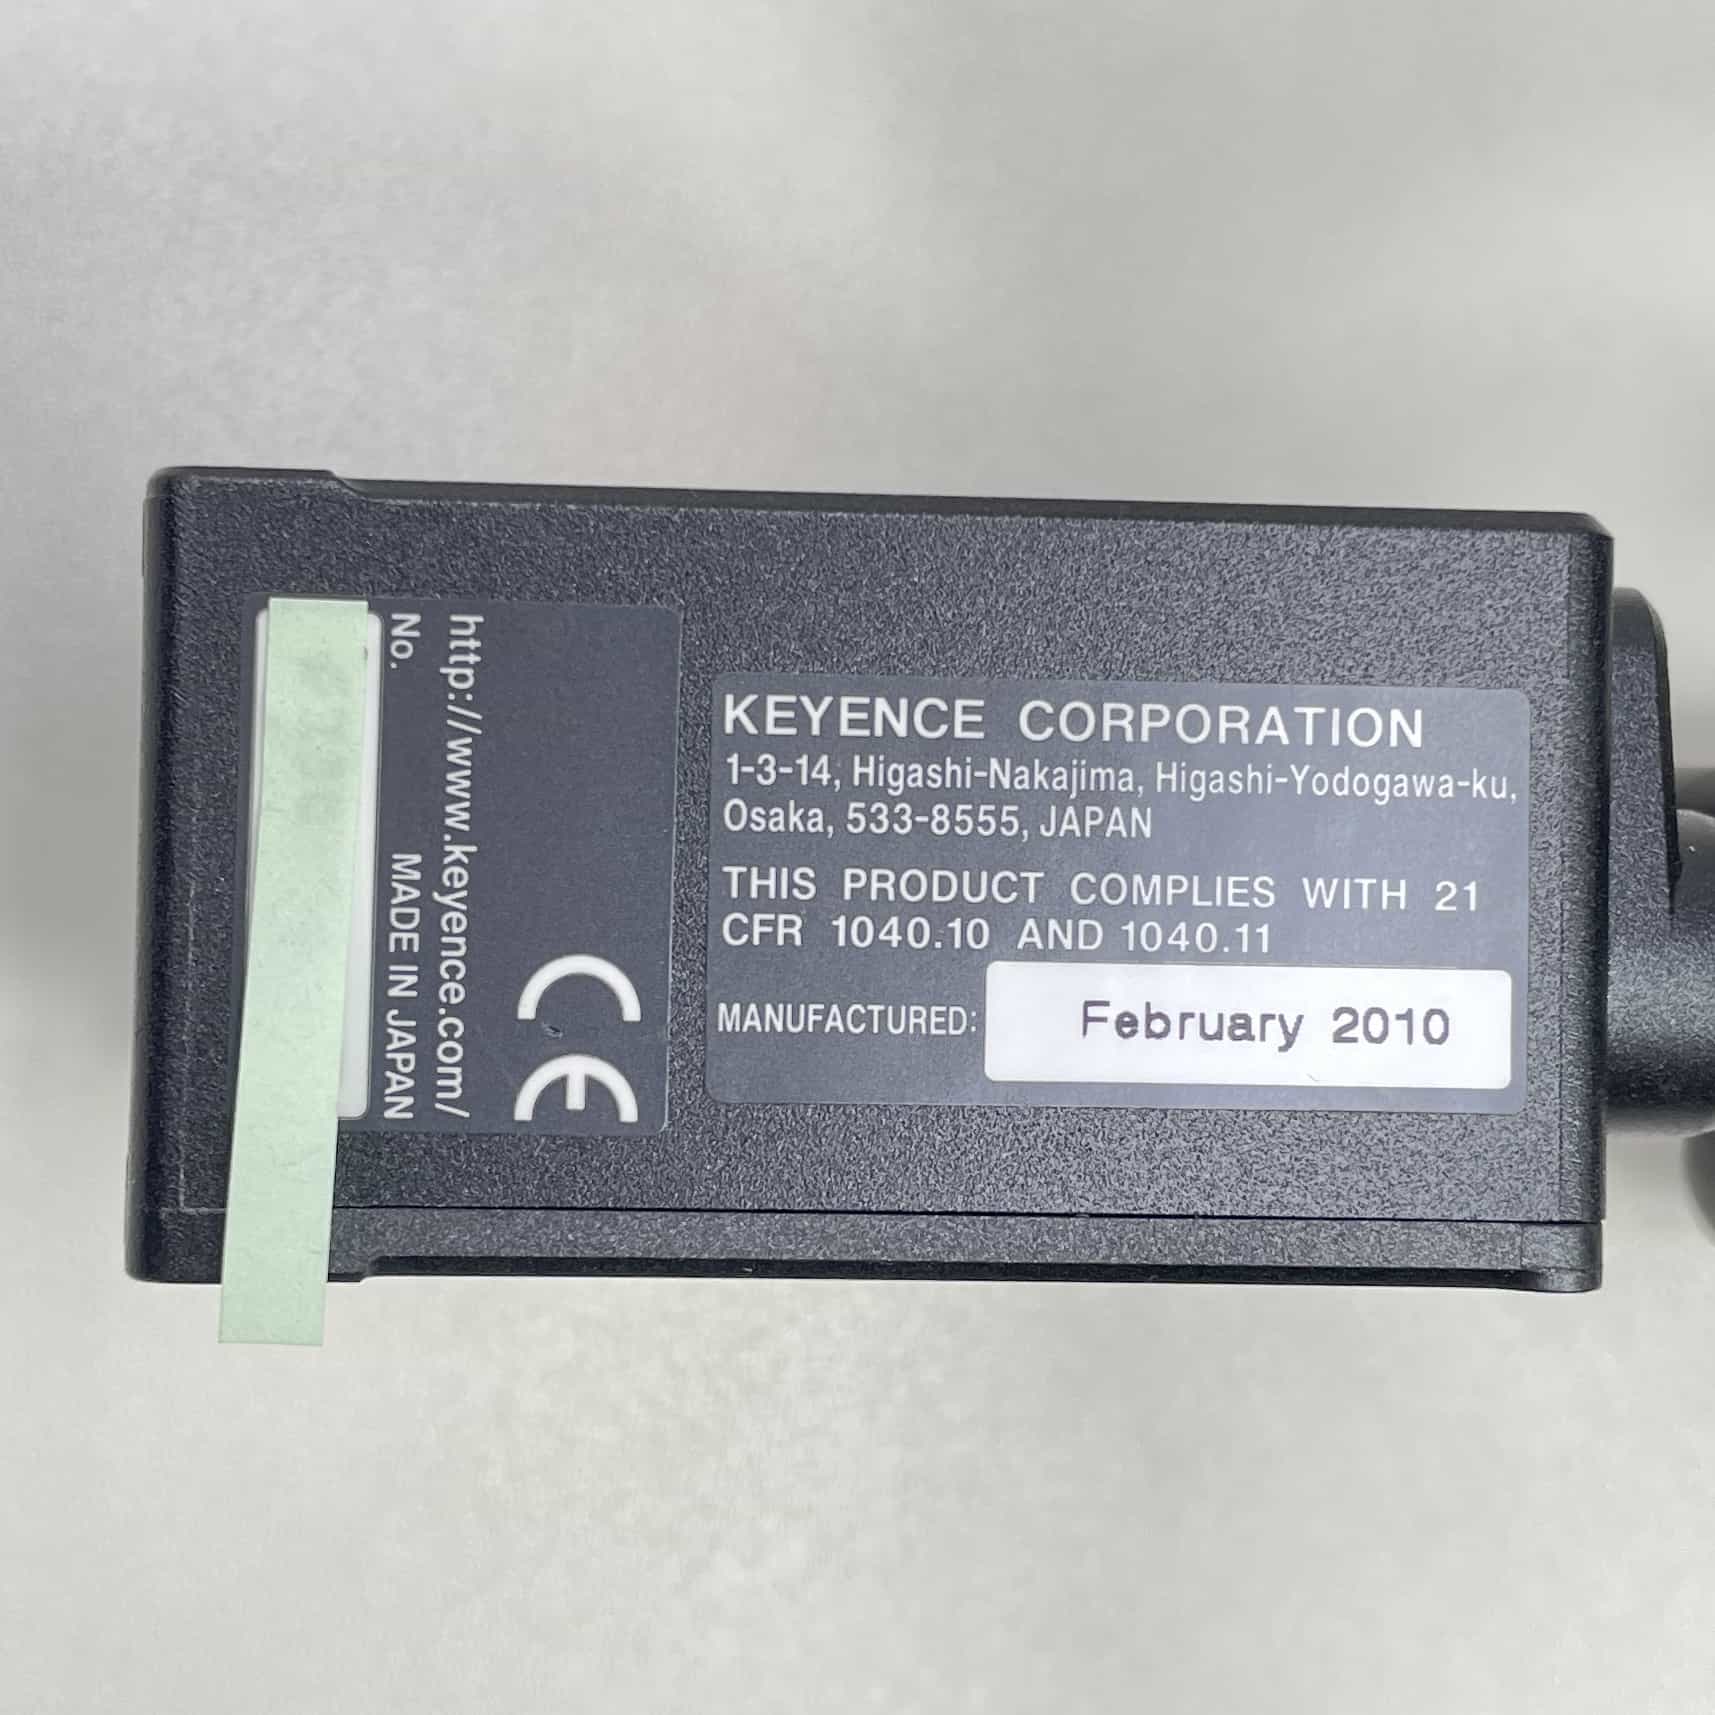 KEYENCE CORPORATION
1-3-14, Higashi-Nakajima, Higashi-Yodogawa-ku,
Osaka, 533-8555, JAPAN
THIS PRODUCT COMPLIES WITH 21
CFR 1040.10 AND 1040.11
MANUFACTURED: February 2010
CE
http://www.keyence.com/
No. MADE IN JAPAN